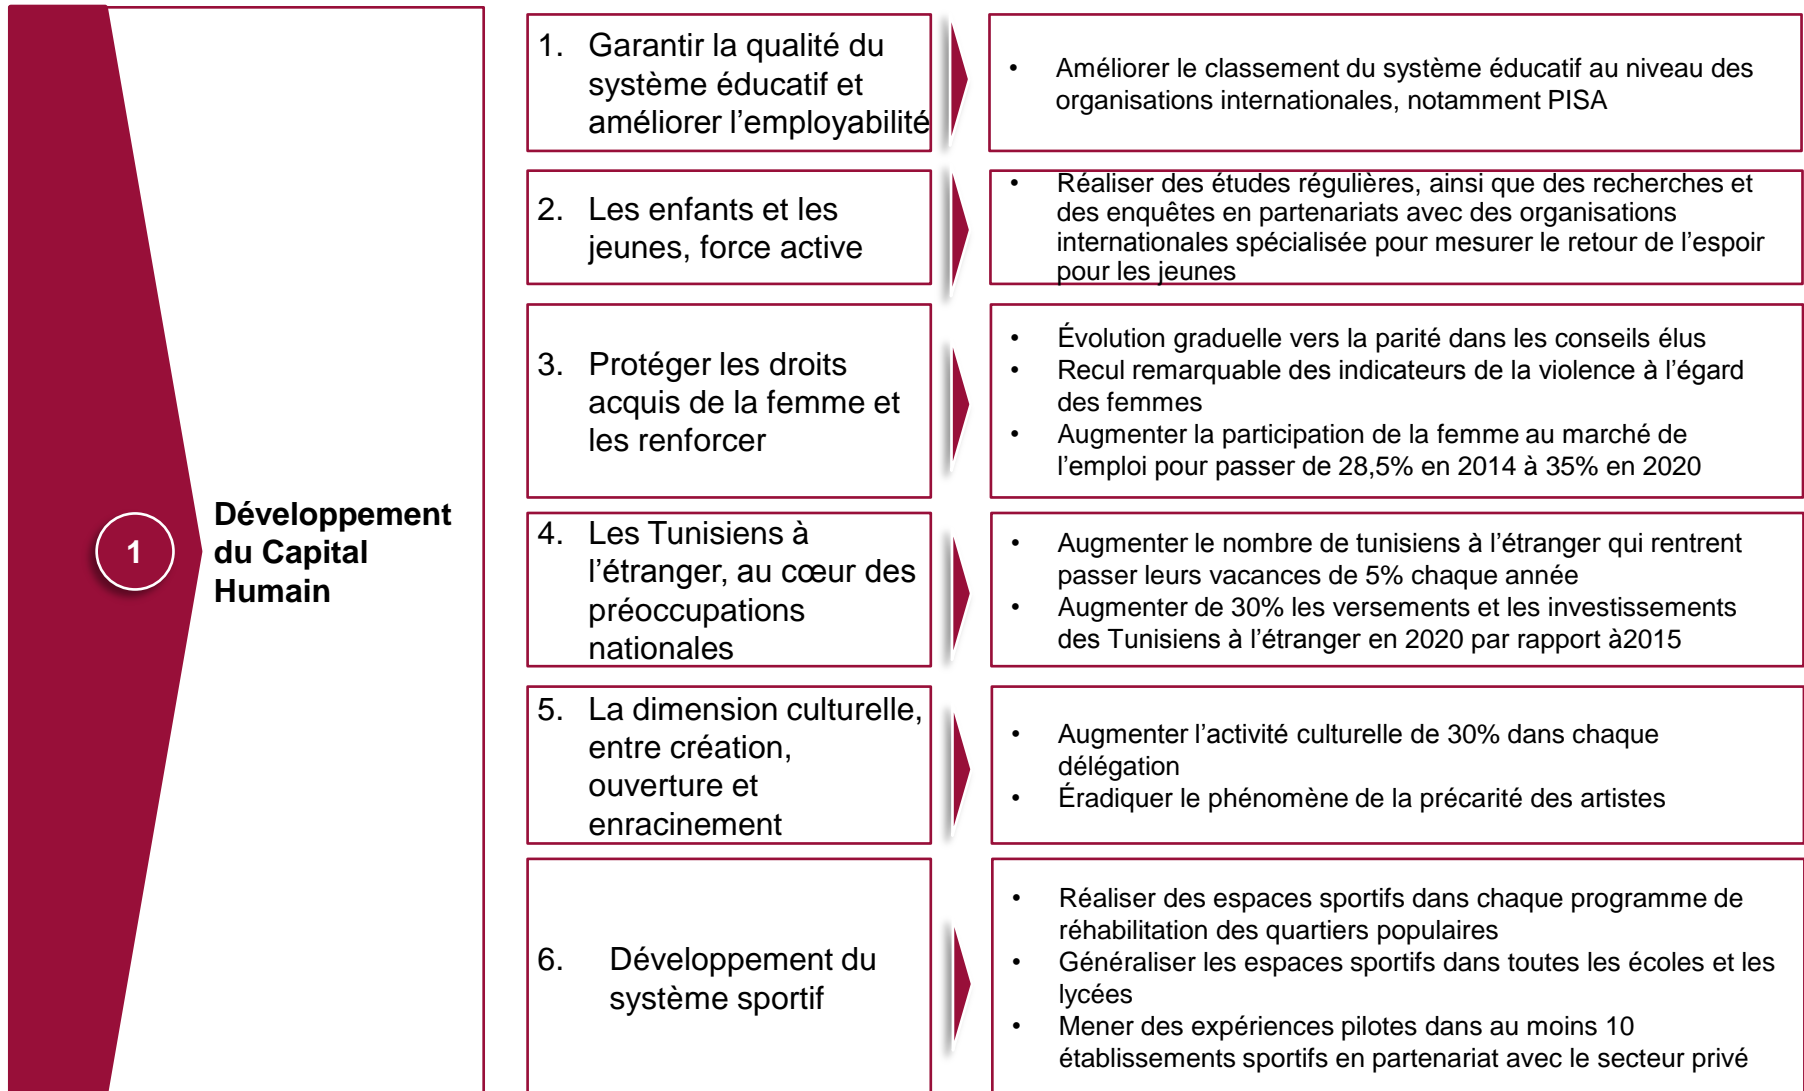 1
Développement
du Capital
Humain
1. Garantir la qualité du
système éducatif et
améliorer l’employabilité
• Améliorer le classement du système éducatif au niveau des
organisations internationales, notamment PISA
2. Les enfants et les
jeunes, force active
• Réaliser des études régulières, ainsi que des recherches et
des enquêtes en partenariats avec des organisations
internationales spécialisée pour mesurer le retour de l’espoir
pour les jeunes
3. Protéger les droits
acquis de la femme et
les renforcer
• Évolution graduelle vers la parité dans les conseils élus
• Recul remarquable des indicateurs de la violence à l’égard
des femmes
• Augmenter la participation de la femme au marché de
l’emploi pour passer de 28,5% en 2014 à 35% en 2020
4. Les Tunisiens à
l’étranger, au cœur des
préoccupations
nationales
• Augmenter le nombre de tunisiens à l’étranger qui rentrent
passer leurs vacances de 5% chaque année
• Augmenter de 30% les versements et les investissements
des Tunisiens à l’étranger en 2020 par rapport à2015
5. La dimension culturelle,
entre création,
ouverture et
enracinement
• Augmenter l’activité culturelle de 30% dans chaque
délégation
• Éradiquer le phénomène de la précarité des artistes
6. Développement du
système sportif
• Réaliser des espaces sportifs dans chaque programme de
réhabilitation des quartiers populaires
• Généraliser les espaces sportifs dans toutes les écoles et les
lycées
• Mener des expériences pilotes dans au moins 10
établissements sportifs en partenariat avec le secteur privé